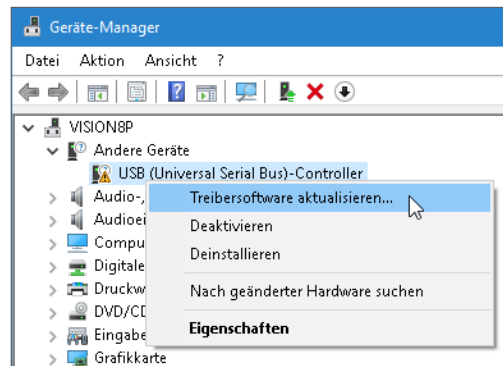 Geräte-Manager
Datei Aktion Ansicht ?
VISION8P
Andere Geräte
USB (Universal Serial Bus)-Controller
Audio-,
Audioei
Compu
Digitale
Druckw
DVD/CD
Eingabe
Grafikkarte
Treibersoftware aktualisieren...
Deaktivieren
Deinstallieren
Nach geänderter Hardware suchen
Eigenschaften